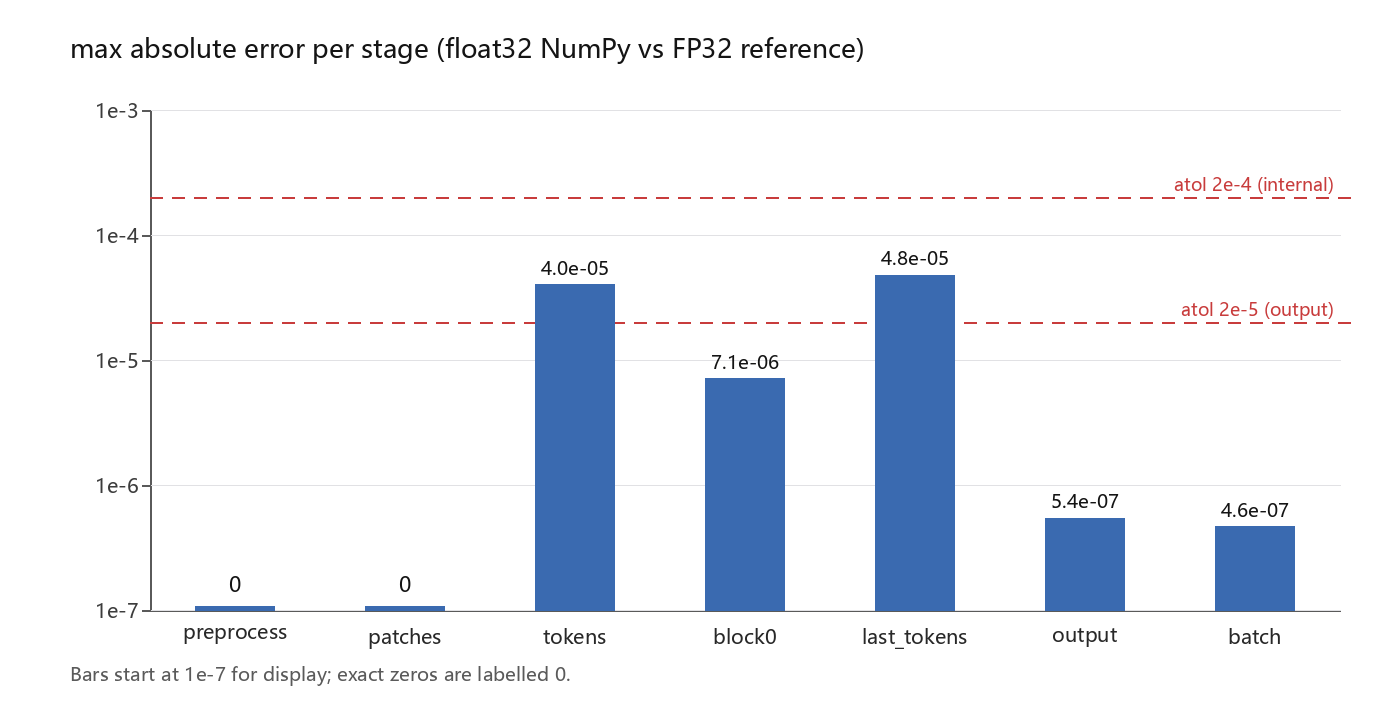 max absolute error per stage (float32 NumPy vs FP32 reference)
1e-3
atol 2e-4 (internal)
1e-4
4.8e-05
4.0e-05
atol 2e-5 (output)
1e-5
7.1e-06
1e-6
5.4e-07
4.6e-07
0
0
1e-7
preprocess
patches
tokens
block0
last_tokens
output
batch
Bars start at 1e-7 for display; exact zeros are labelled 0.